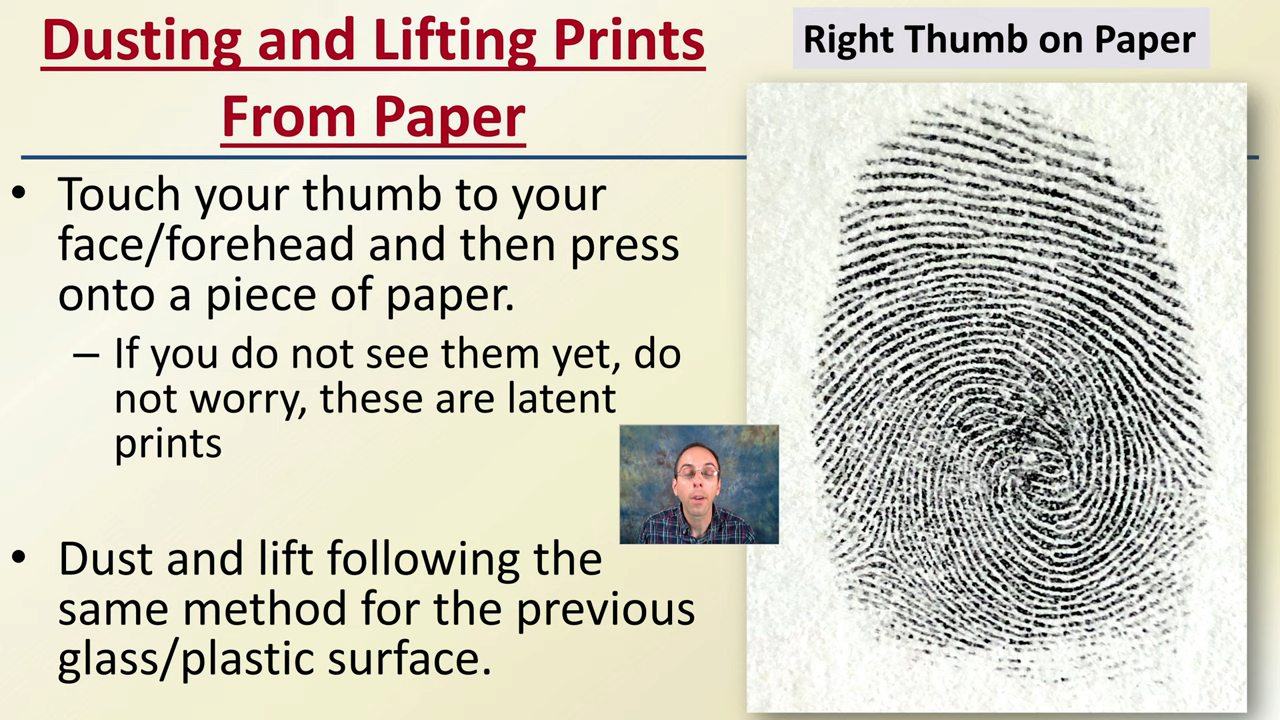 Dusting and Lifting Prints
From Paper
Right Thumb on Paper
• Touch your thumb to your
face/forehead and then press
onto a piece of paper.
– If you do not see them yet, do
not worry, these are latent
prints
• Dust and lift following the
same method for the previous
glass/plastic surface.